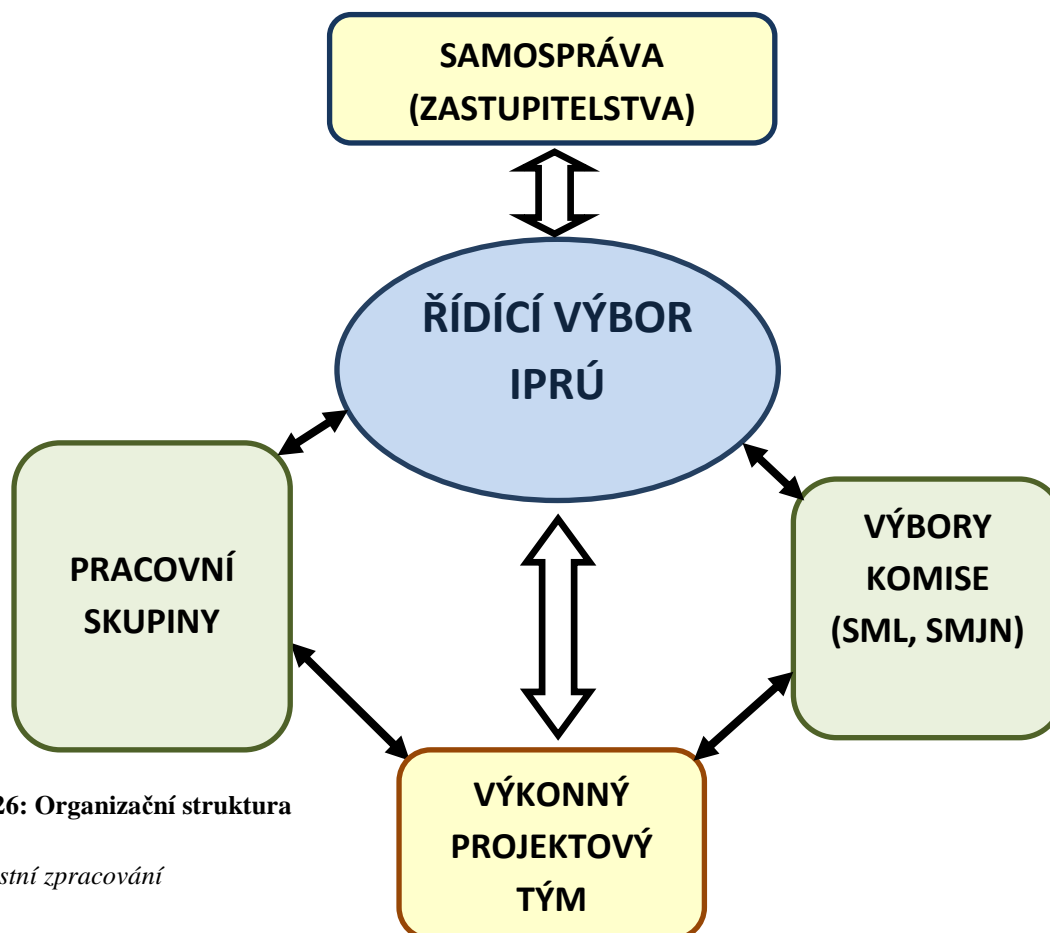 SAMOSPRÁVA
(ZASTUPITELSTVA)
ŘÍDÍCÍ VÝBOR
IPRÚ
PRACOVNÍ
SKUPINY
VÝBORY
KOMISE
(SML, SMJN)
VÝKONNÝ
PROJEKTOVÝ
TÝM
26: Organizační struktura
stní zpracování